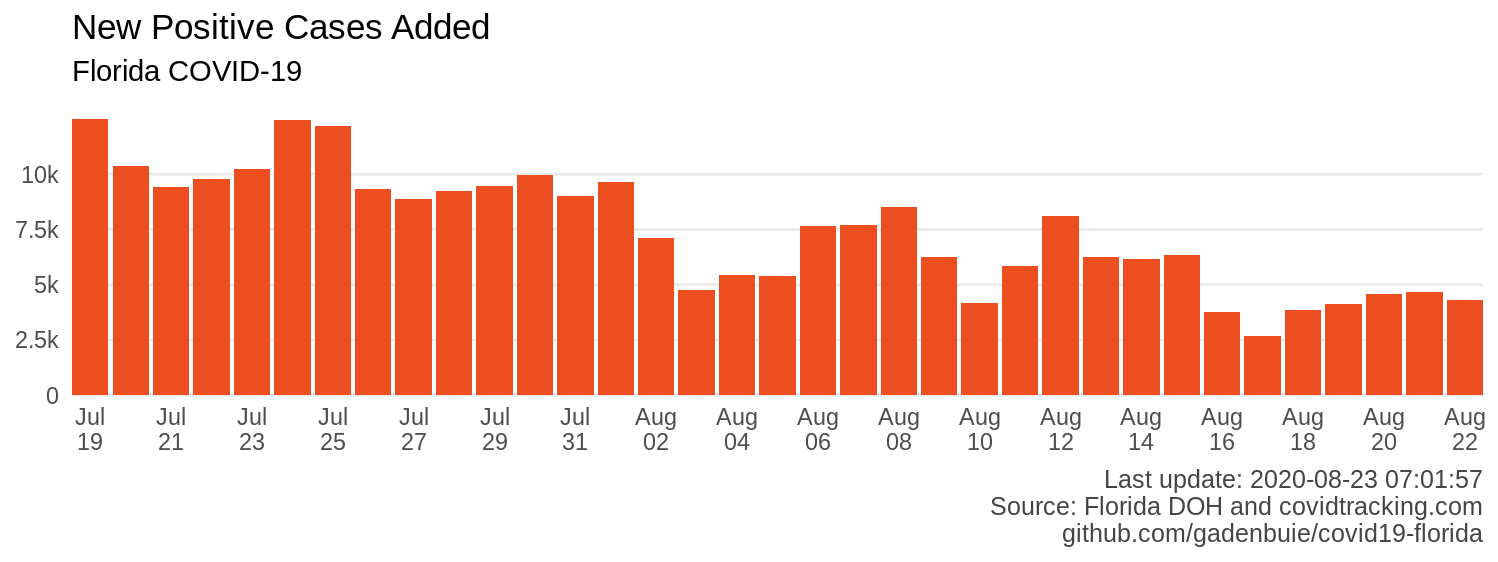 New Positive Cases Added
Florida COVID-19
10k
7.5k
5k
2.5k
0
Jul Jul Jul Jul Jul Jul Jul Aug Aug Aug Aug Aug Aug Aug Aug Aug Aug Aug
19 21 23 25 27 29 31 02 04 06 08 10 12 14 16 18 20 22
Last update: 2020-08-23 07:01:57
Source: Florida DOH and covidtracking.com
github.com/gadenbuie/covid19-florida